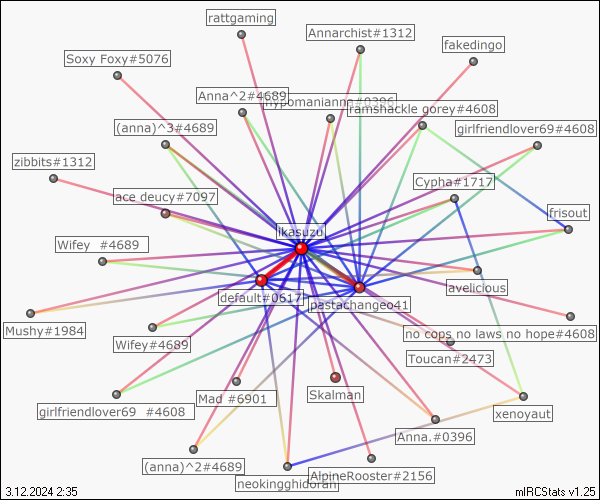 rattgaming
Annarchist#1312
fakedingo
Soxy Foxy#5076
Anna^2#4689
ramshackle gorey#4608
(anna)^3#4689
girlfriendlover69#4608
zibbits#1312
Cypha#1717
ace deucy#7097
frisout
ikasuzu
Wifey _#4689
avelicious
default#0617
pastachangeo41
Mushy#1984
no cops no laws no hope#4608
Wifey#4689
Toucan#2473
Skalman
Mad #6901
girlfriendlover69 _#4608
xenoyaut
Anna.#0396
(anna)^2#4689
AlpineRooster#2156
neokingghidoran
3.12.2024 2:35
mIRCStats v1.25